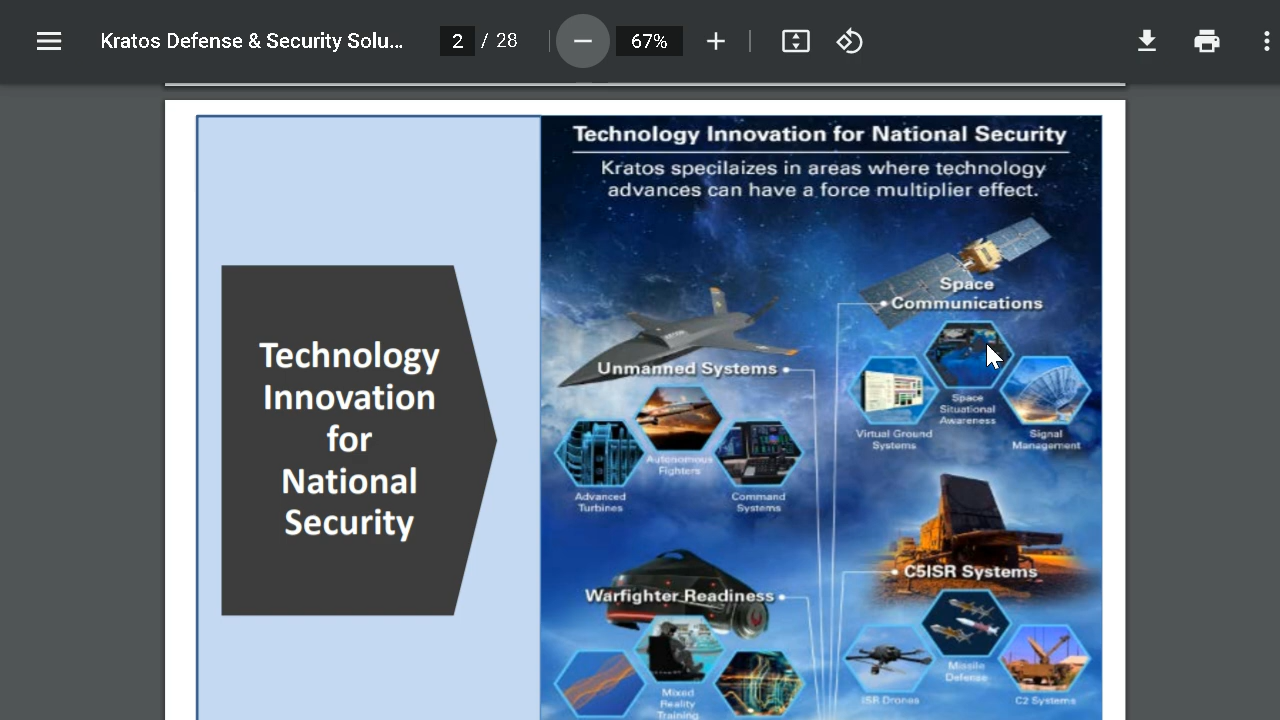 Kratos Defense & Security Solu...
2 / 28
67%
Technology
Innovation
for
National
Security
Technology Innovation for National Security
Kratos specilaizes in areas where technology
advances can have a force multiplier effect.
Space
Communications
Unmanned Systems
Space
Situational
Awareness
Virtual Ground
Systems
Signal
Management
Autonomous
Fighters
Advanced
Turbines
Command
Systems
C5ISR Systems
Warfighter Readiness
Missile
Defense
ISR Drones
C2 Systems
Mixed
Reality
Training